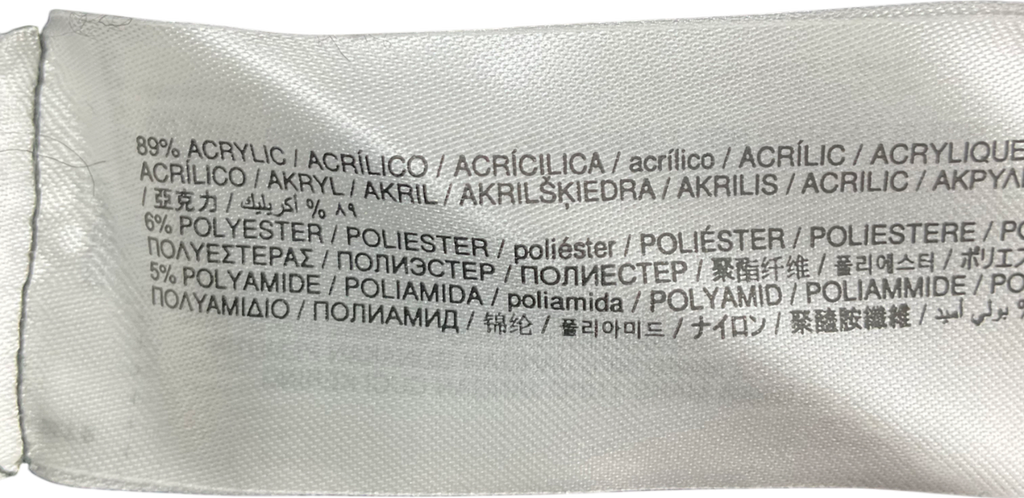 89% ACRYLIC / ACRÍLICO / ACRÍCILICA / acrílico / ACRÍLIC / ACRYLIQUE
ACRÍLICO / AKRYL / AKRIL / AKRILŠĶIEDRA / AKRILIS / ACRILIC / ΑΚΡΥΛ
/ 亞克力 / ٨٩ % أكريليك
6% POLYESTER / POLIESTER / poliéster / POLIÉSTER / POLIESTERE / PO
ΠΟΛΥΕΣΤΕΡΑΣ / ПОЛИЭСТЕР / ПОЛИЕСТЕР / 聚酯纤维 / 폴리에스터 / ポリエス
5% POLYAMIDE / POLIAMIDA / poliamida / POLYAMID / POLIAMMIDE / PO
ΠΟΛΥΑΜΙΔΙΟ / ПОЛИАМИД / 锦纶 / 폴리아미드 / ナイロン / 聚醯胺纖維 / % بولي أميد